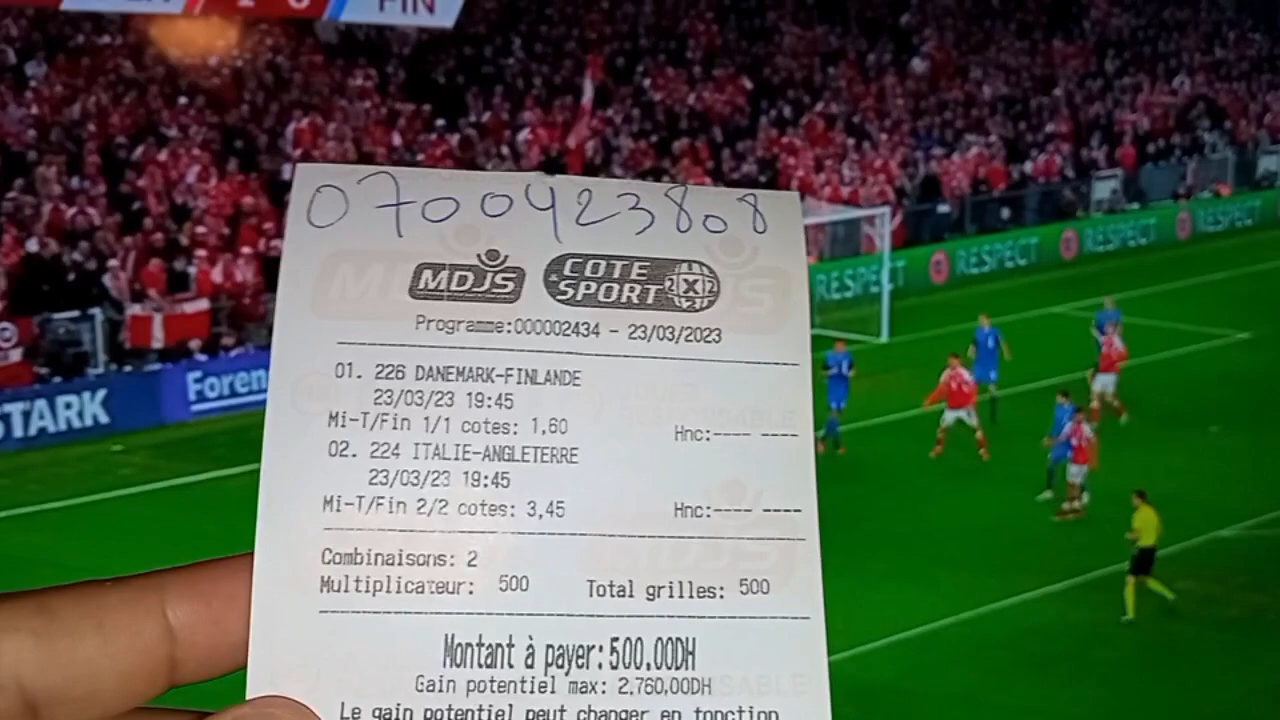 FIN
0700423808
MDJS
COTE
& SPORT
Programme:000002434 - 23/03/2023
01. 226 DANEMARK-FINLANDE
23/03/23 19:45
Mi-T/Fin 1/1 cotes: 1,60 Hnc:---- ----
02. 224 ITALIE-ANGLETERRE
23/03/23 19:45
Mi-T/Fin 2/2 cotes: 3,45 Hnc:---- ----
Combinaisons: 2
Multiplicateur: 500 Total grilles: 500
Montant à payer:500,00DH
Gain potentiel max: 2.760,00DH
Le gain potentiel peut changer en fonction
RESPECT RESPECT RESPECT RESPECT
STARK Foren